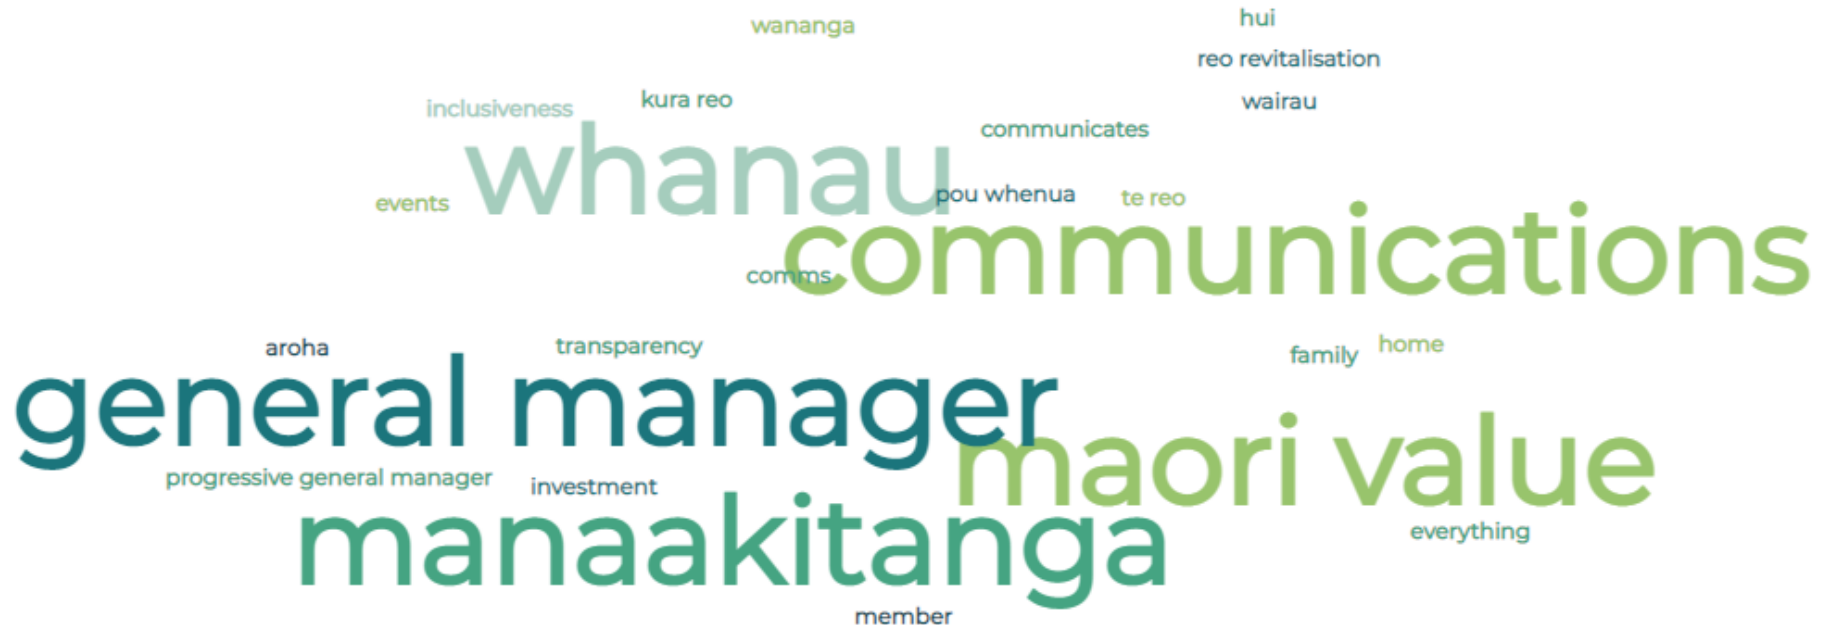 hui
wananga
reo revitalisation
kura reo
wairau
inclusiveness
communicates
whanau
pou whenua
te reo
events
communications
comms
aroha
transparency
home
family
general manager
maori value
progressive general manager
investment
everything
manaakitanga
member